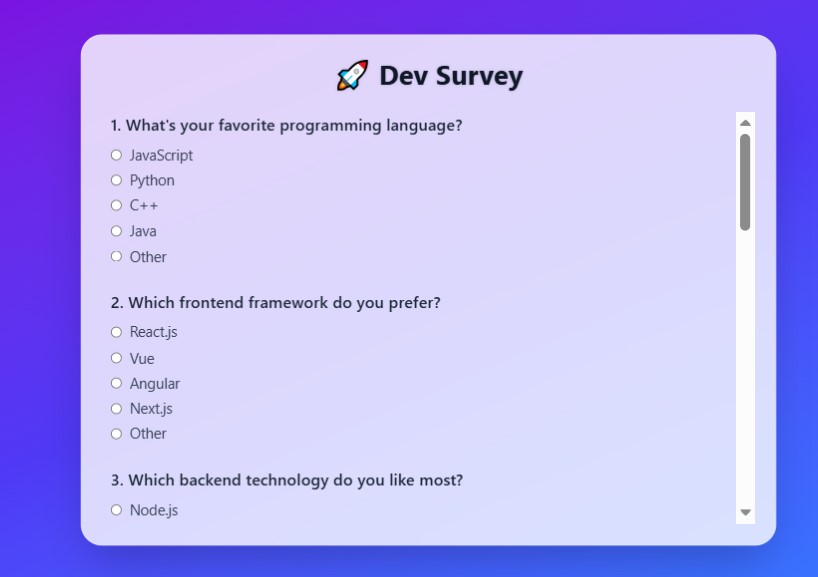 🚀 Dev Survey
1. What's your favorite programming language?
JavaScript
Python
C++
Java
Other
2. Which frontend framework do you prefer?
React.js
Vue
Angular
Next.js
Other
3. Which backend technology do you like most?
Node.js